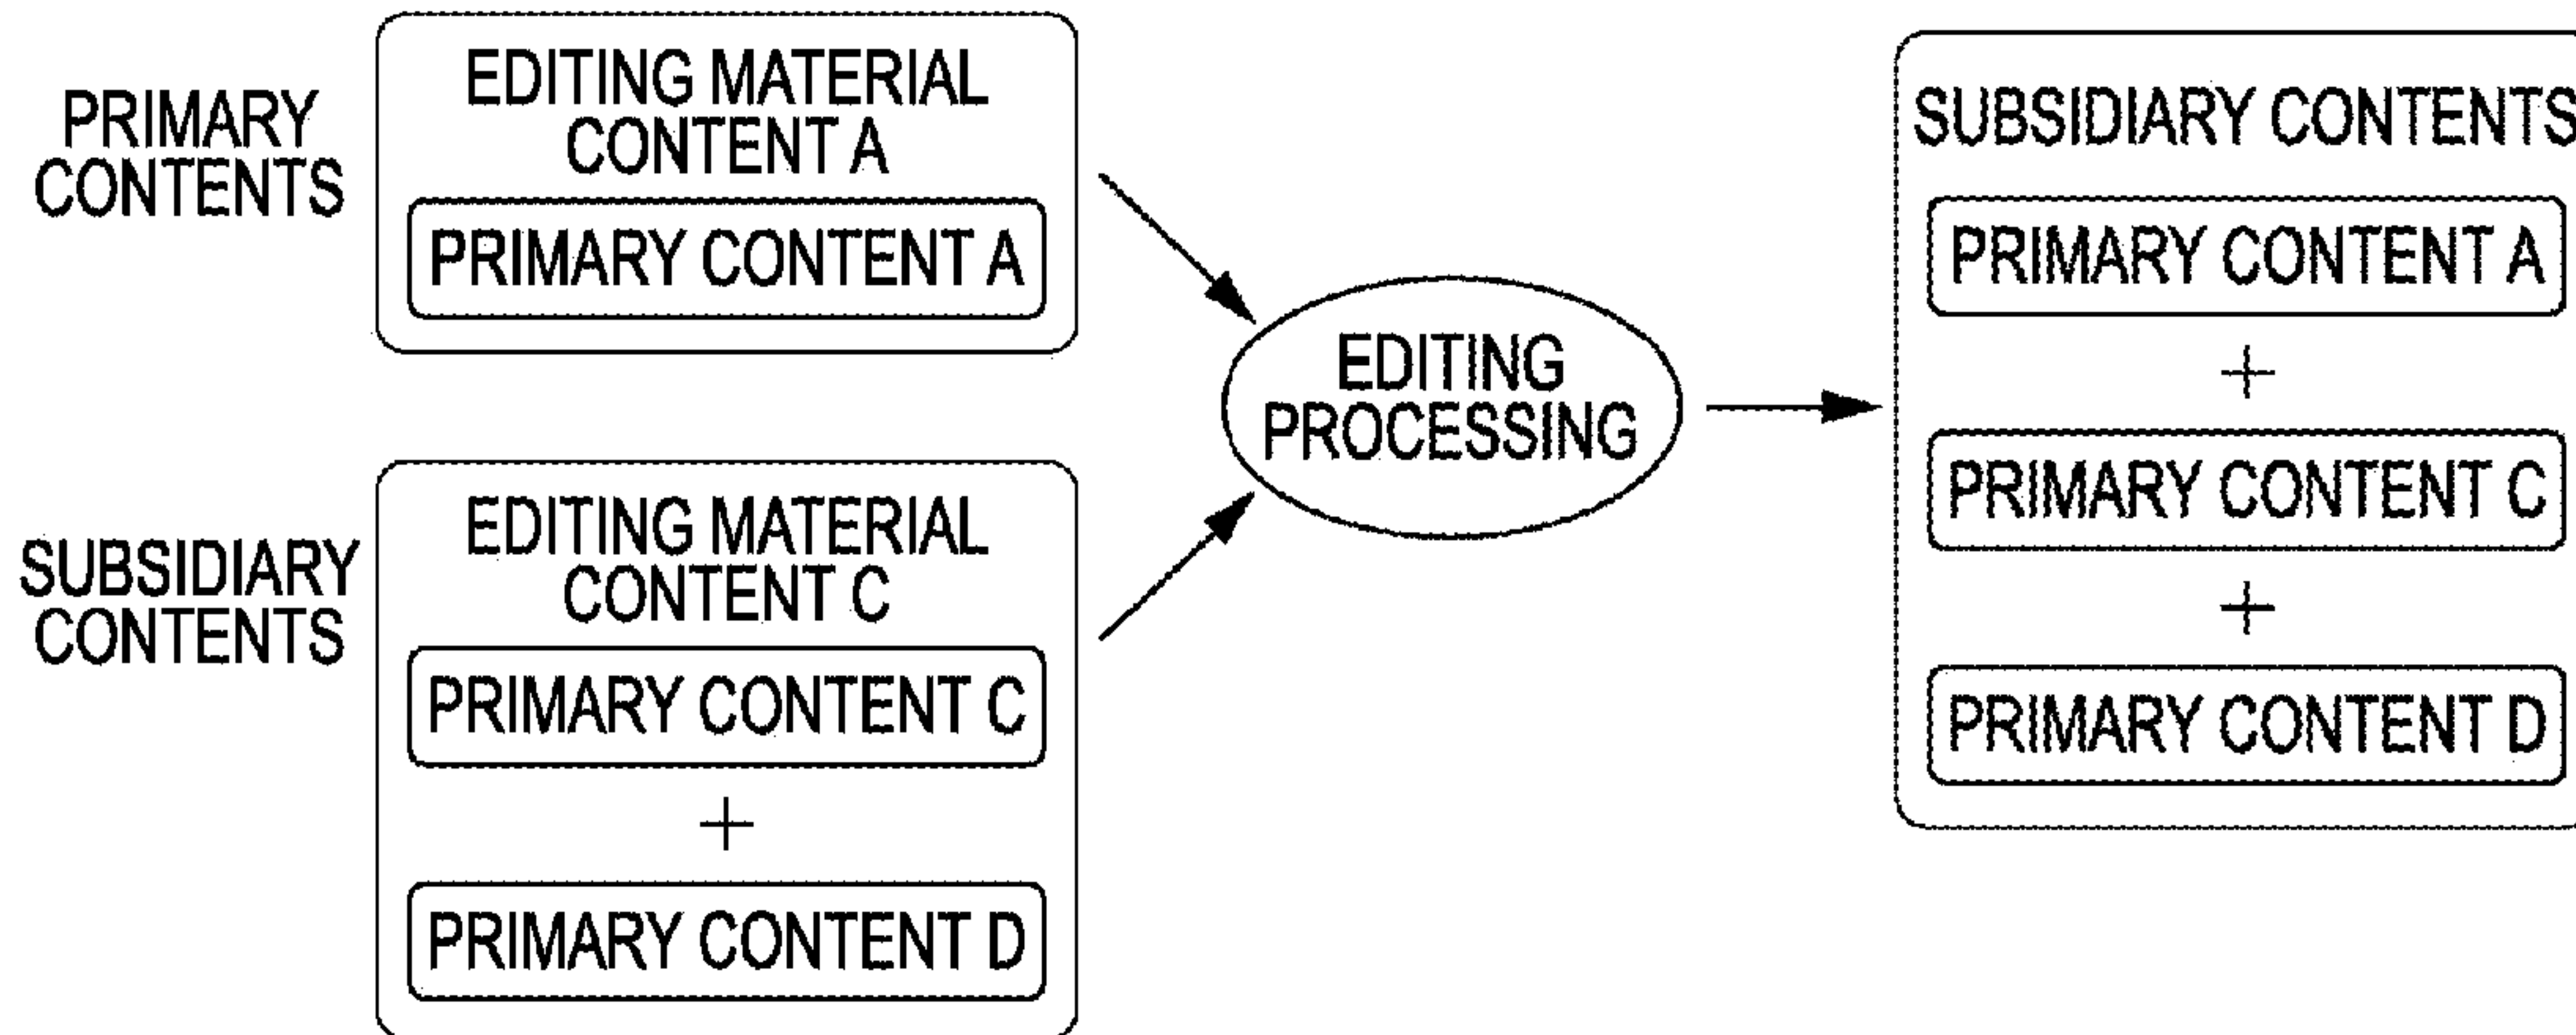 PRIMARY
CONTENTS
EDITING MATERIAL
CONTENT A
PRIMARY CONTENT A
SUBSIDIARY
CONTENTS
EDITING MATERIAL
CONTENT C
PRIMARY CONTENT C
+
PRIMARY CONTENT D
EDITING
PROCESSING
SUBSIDIARY CONTENTS
PRIMARY CONTENT A
+
PRIMARY CONTENT C
+
PRIMARY CONTENT D